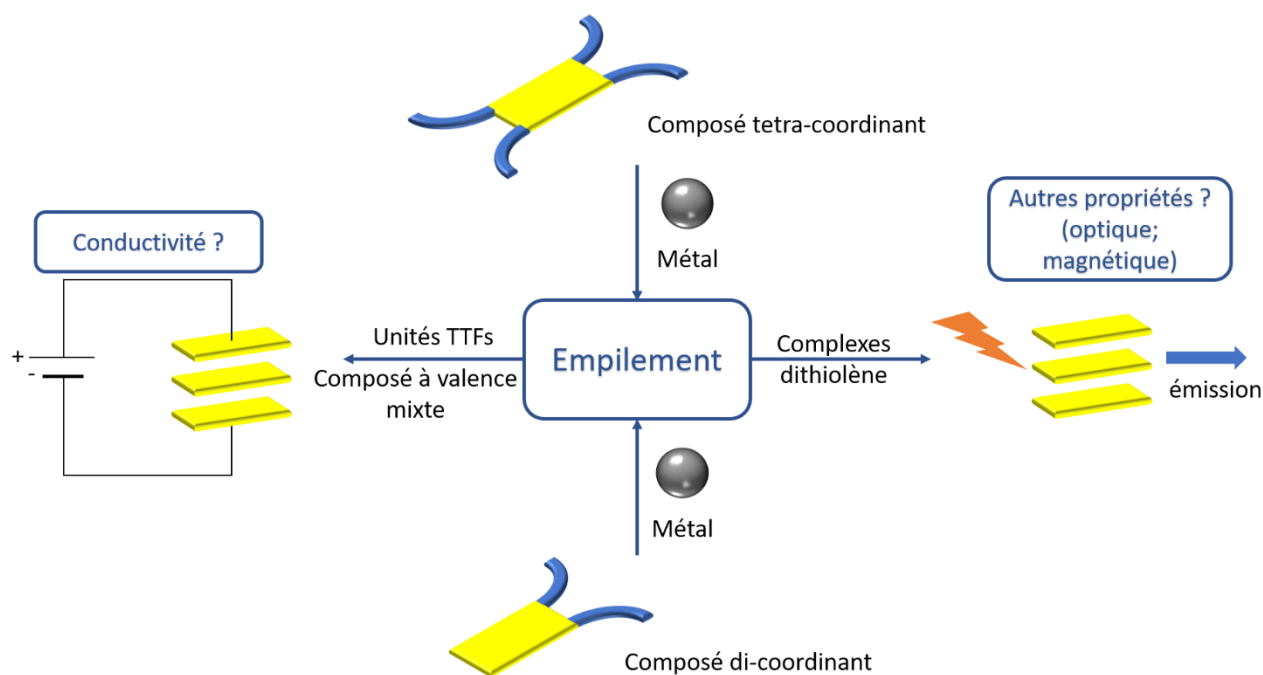 Composé tetra-coordinant
Autres propriétés ?
(optique;
magnétique)
Conductivité ?
Métal
Unités TTFs
Composé à valence
mixte
Empilement
Complexes
dithiolène
+
-
émission
Métal
Composé di-coordinant